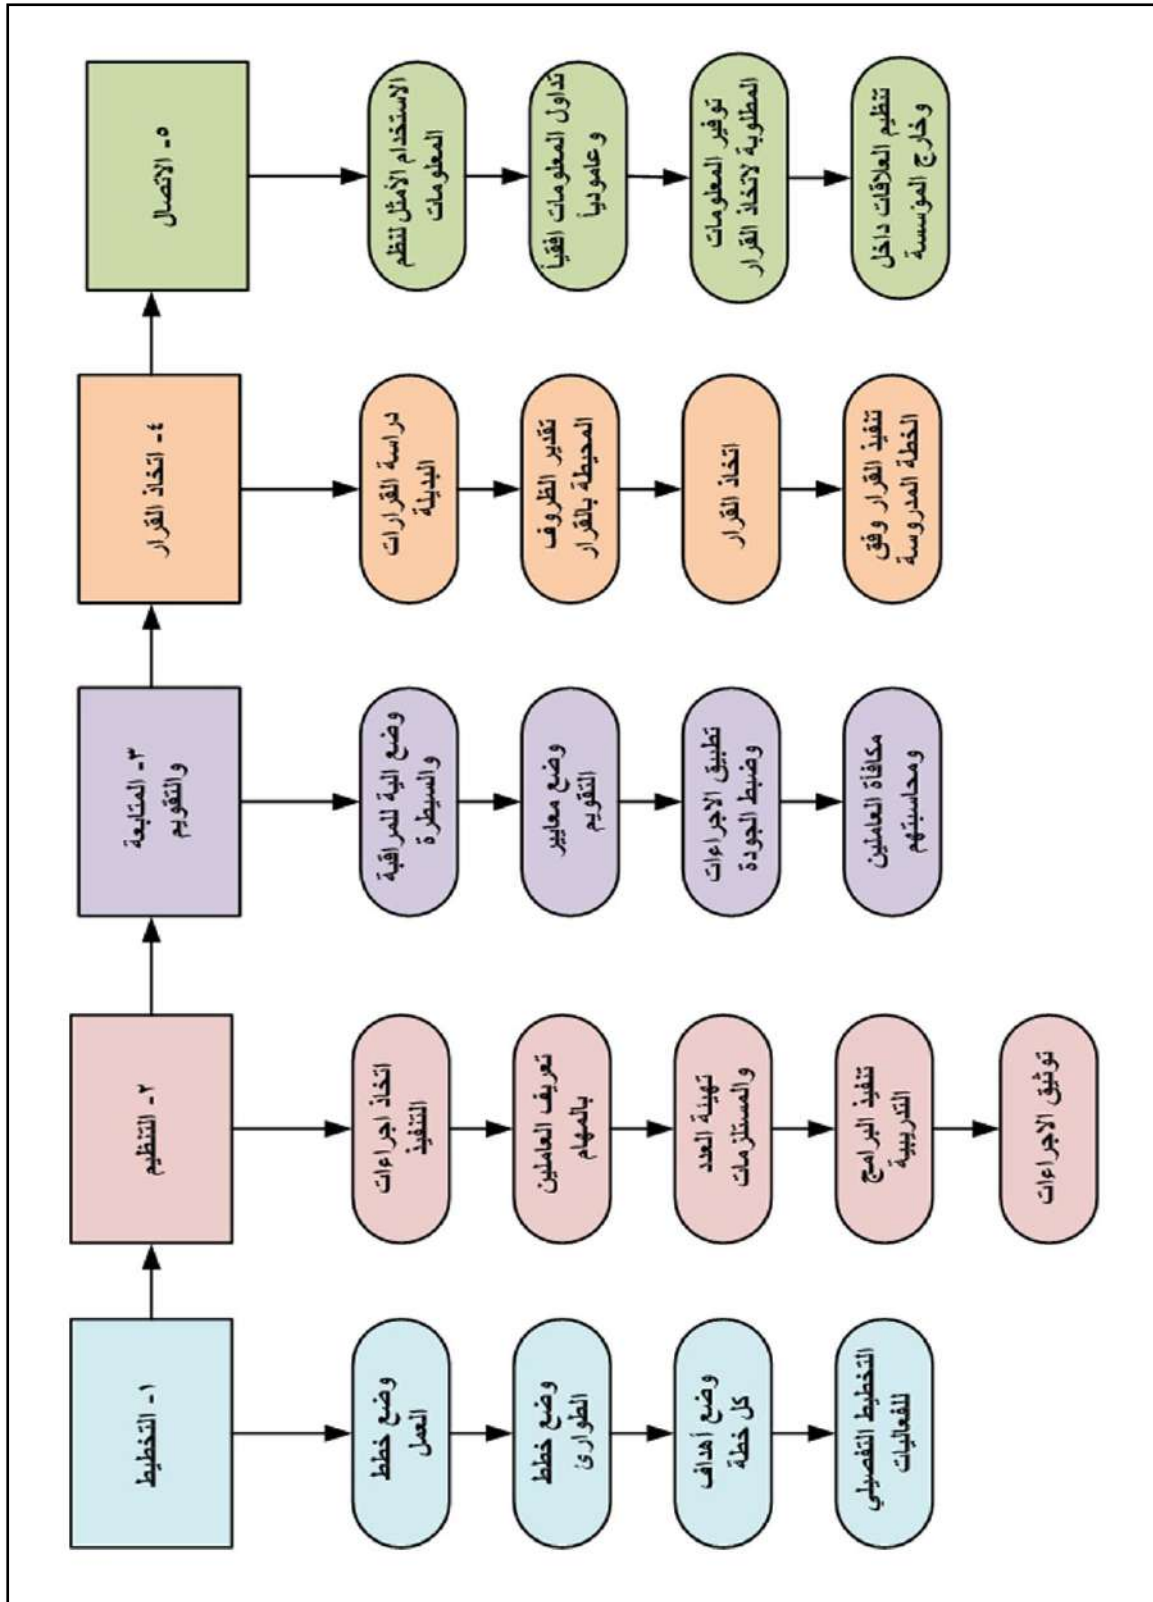 ١- التخطيط
وضع خطط
العمل
وضع خطط
الطوارئ
وضع أهداف
كل خطة
التخطيط التفصيلي
للفعاليات
٢- التنظيم
اتخاذ اجراءات
التنفيذ
تعريف العاملين
بالمهام
تهيئة العدد
والمستلزمات
تنفيذ البرامج
التدريبية
توثيق الاجراءات
٣- المتابعة
والتقويم
وضع الية للمراقبة
والسيطرة
وضع معايير
التقويم
تطبيق الاجراءات
وضبط الجودة
مكافأة العاملين
ومحاسبتهم
٤- اتخاذ القرار
دراسة القرارات
البديلة
تقدير الظروف
المحيطة بالقرار
اتخاذ القرار
تنفيذ القرار وفق
الخطة المدروسة
٥- الاتصال
الاستخدام الأمثل لنظم
المعلومات
تداول المعلومات افقياً
وعامودياً
توفير المعلومات
المطلوبة لاتخاذ القرار
تنظيم العلاقات داخل
وخارج المؤسسة